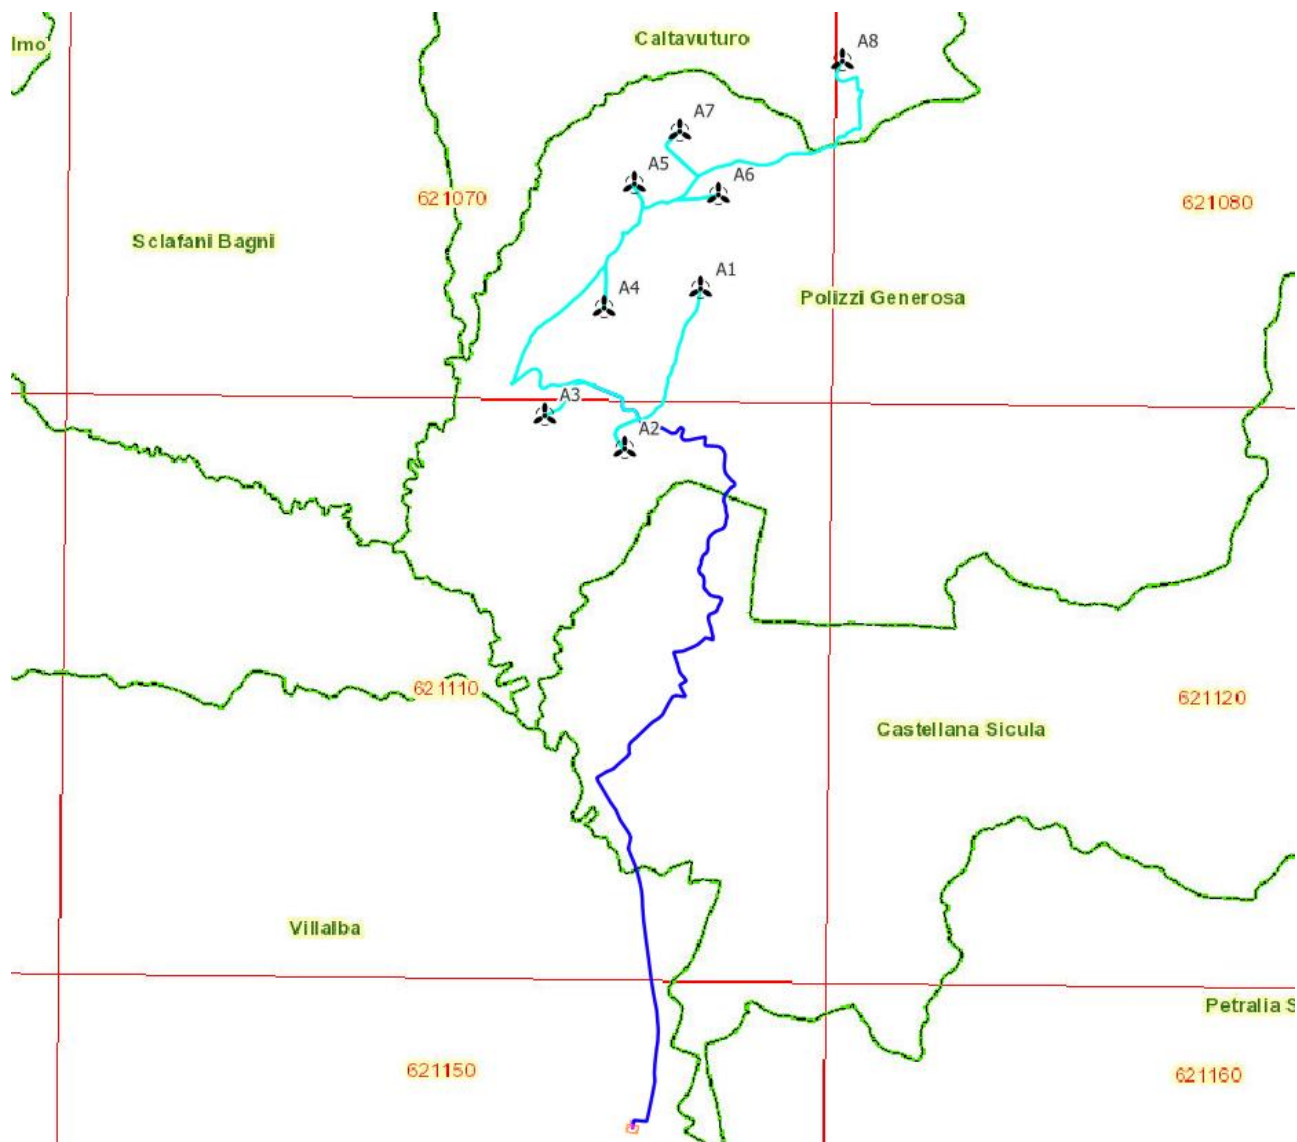 lmo
Caltavuturo
A8
A7
A5
A6
621070
621080
Sclafani Bagni
A1
A4
Polizzi Generosa
A3
A2
621110
621120
Castellana Sicula
Villalba
Petralia S
621150
621160